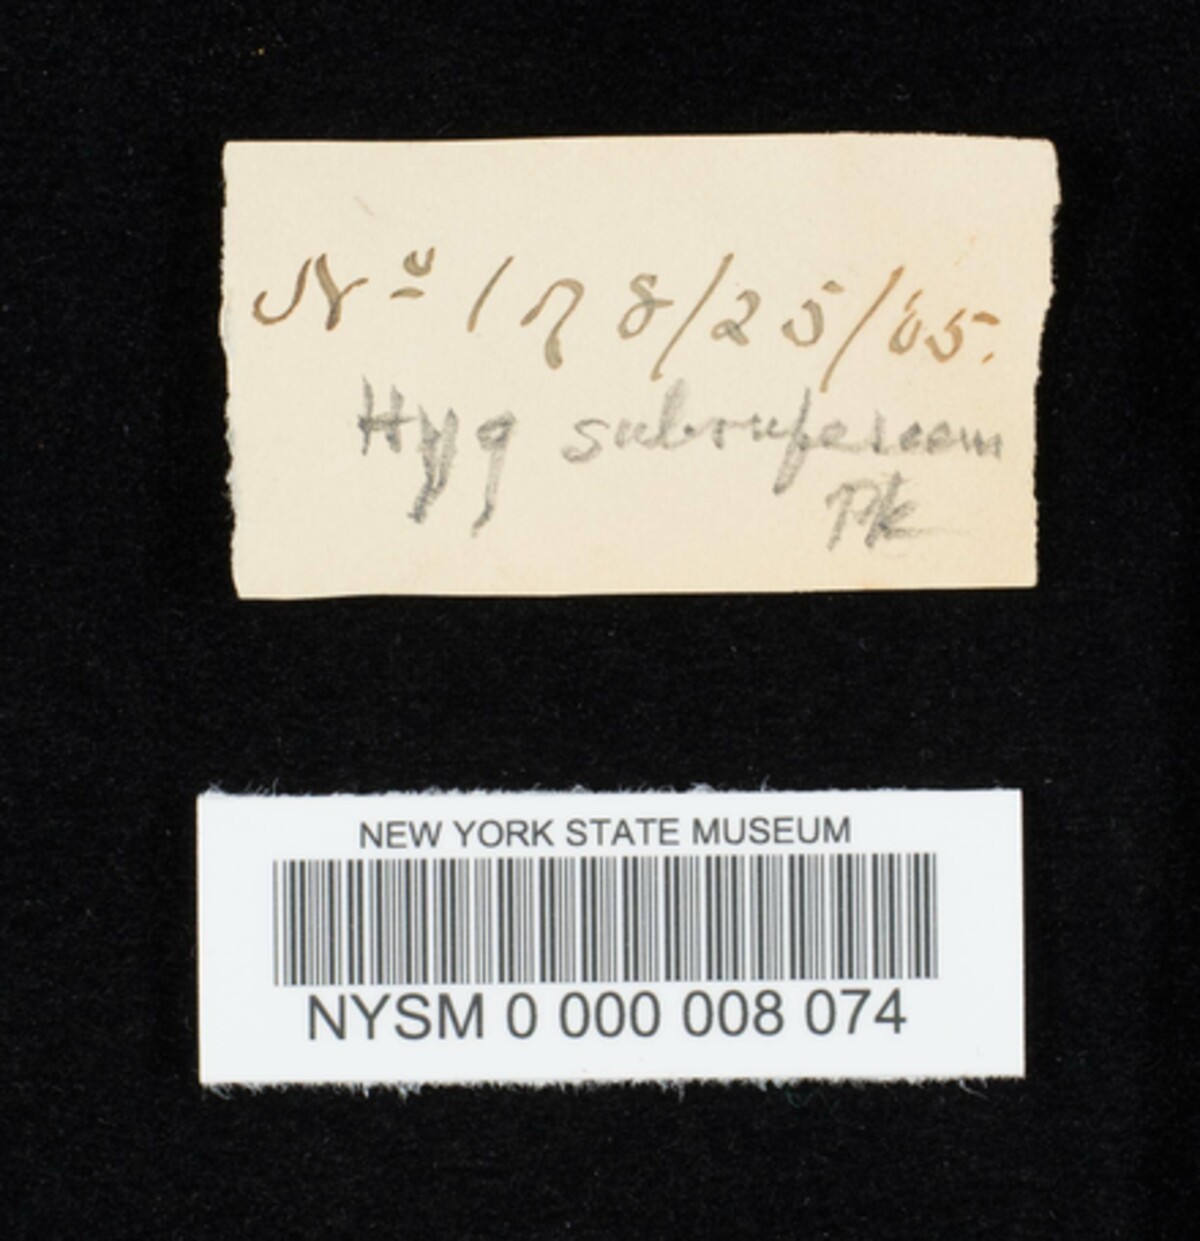 No 17 8/25/'05.
Hyg subrufescens
Pk
NEW YORK STATE MUSEUM
NYSM 0 000 008 074